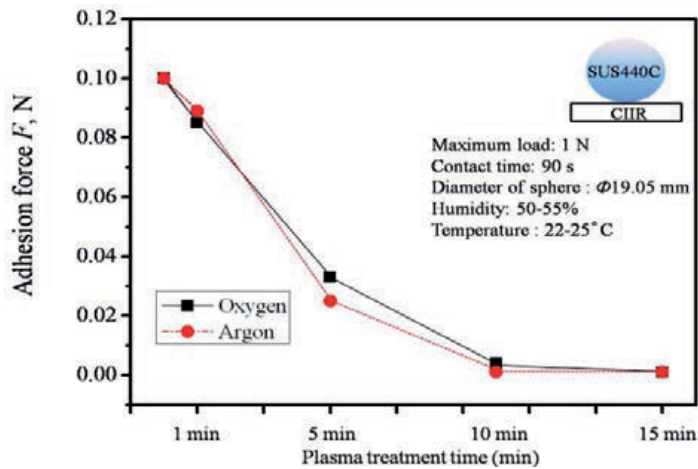 0.12
0.10
0.08
0.06
0.04
0.02
0.00
Adhesion force F, N
SUS440C
CIIR
Maximum load: 1 N
Contact time: 90 s
Diameter of sphere : Φ19.05 mm
Humidity: 50-55%
Temperature : 22-25˚C
Oxygen
Argon
1 min 5 min 10 min 15 min
Plasma treatment time (min)